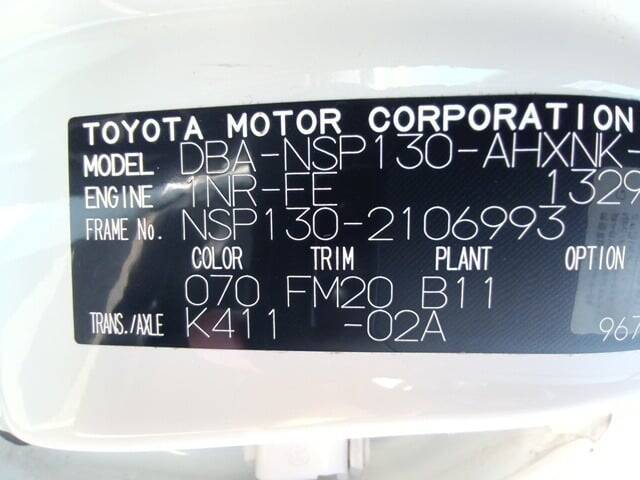 TOYOTA MOTOR CORPORATION
MODEL DBA-NSP130-AHXNK-
ENGINE 1NR-FE 1329
FRAME No. NSP130-2106993
COLOR TRIM PLANT OPTION
070 FM20 B11
TRANS./AXLE K411 -02A 967